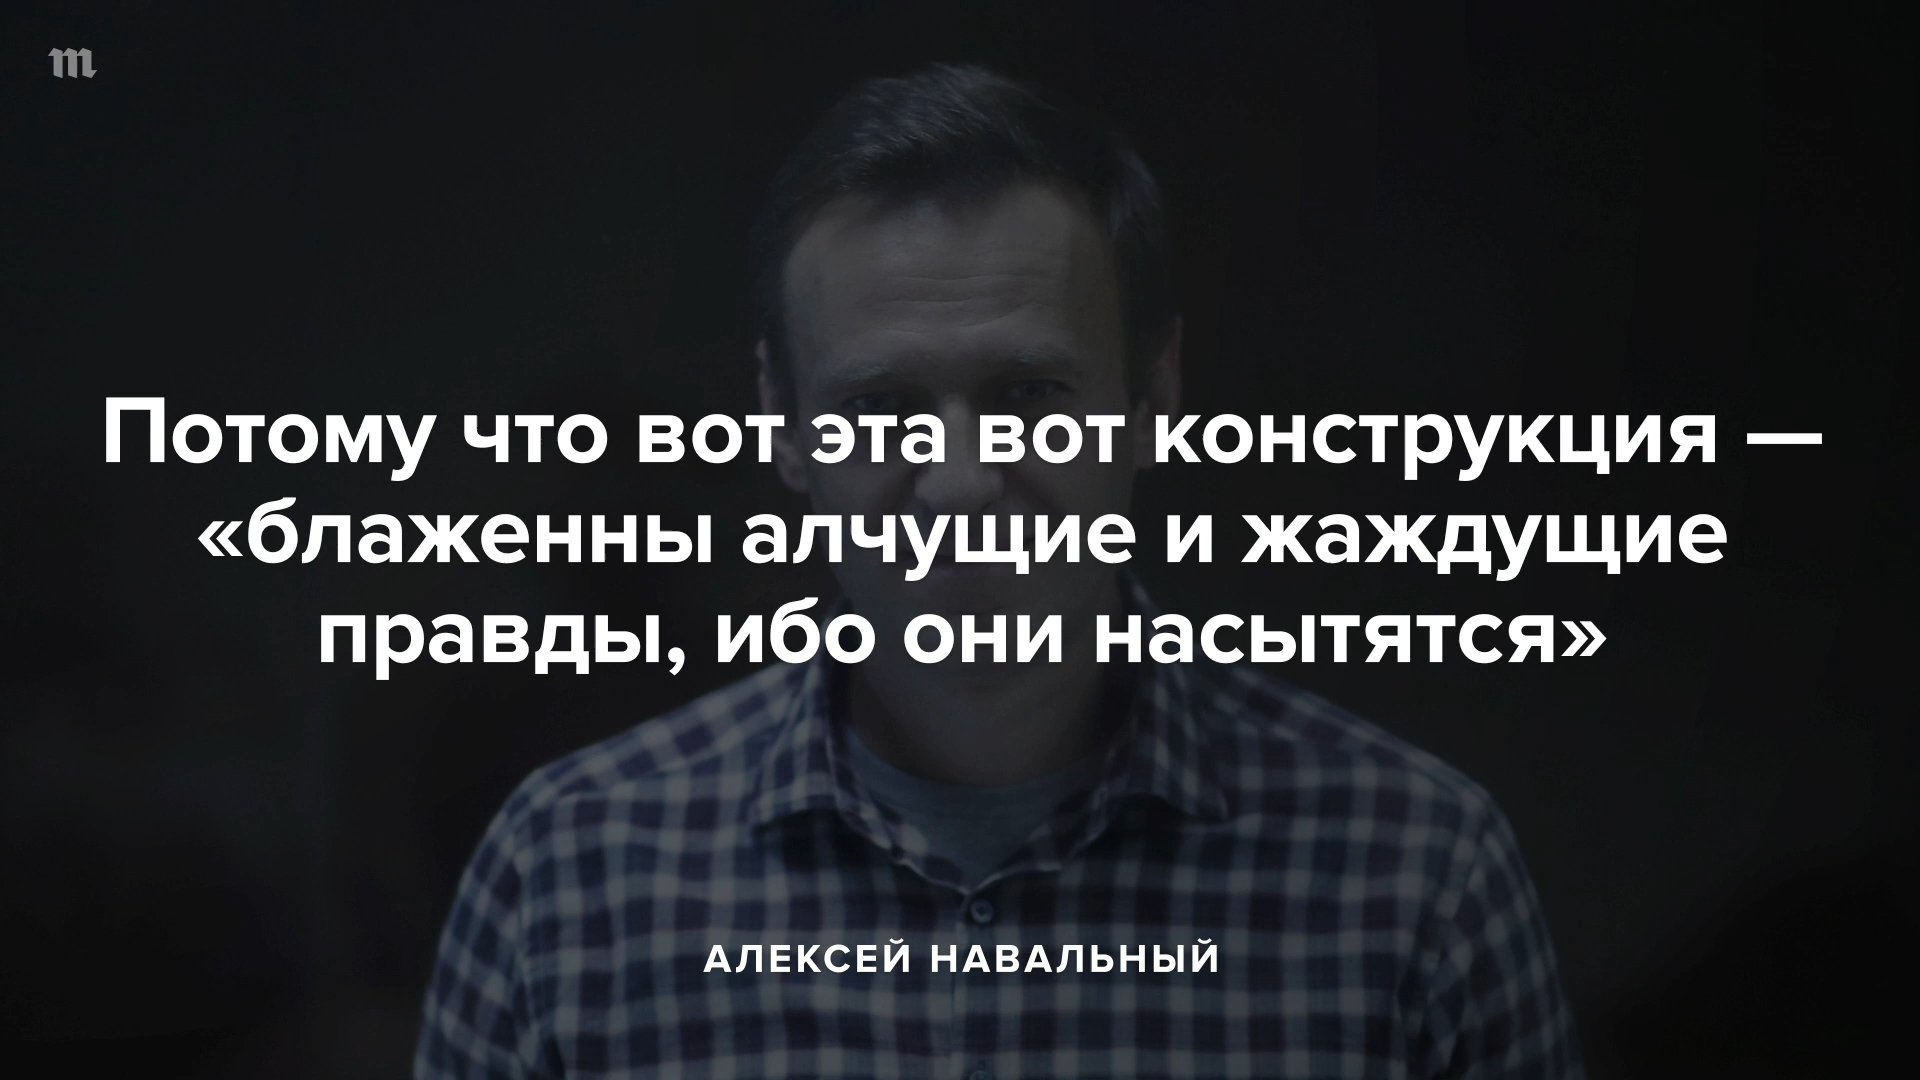 m
Потому что вот эта вот конструкция —
«блаженны алчущие и жаждущие
правды, ибо они насытятся»
АЛЕКСЕЙ НАВАЛЬНЫЙ